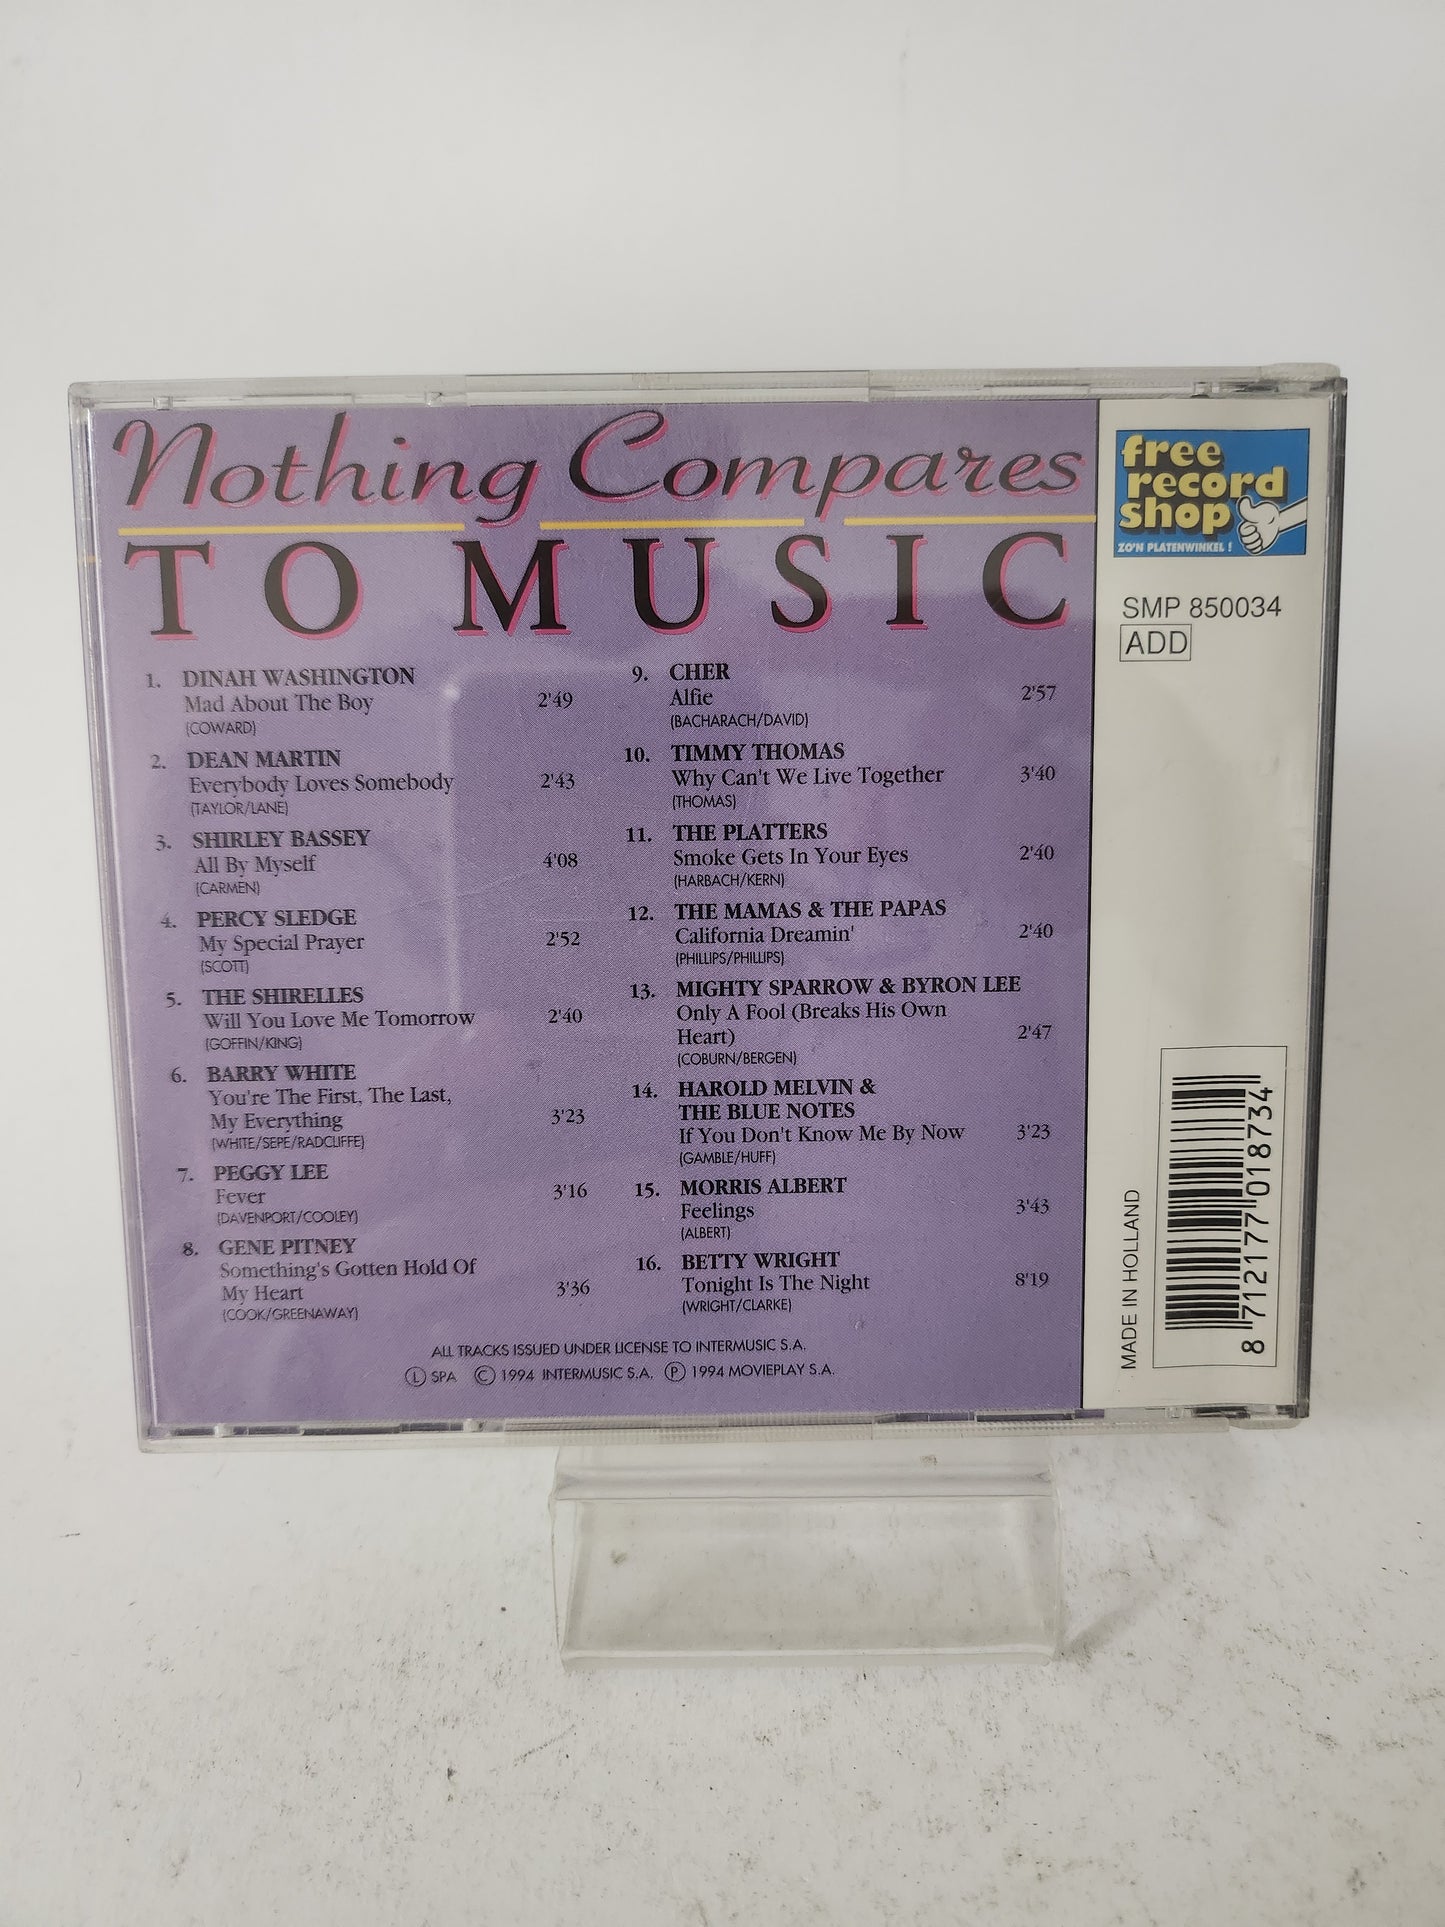 Nothing Compares
TO MUSIC
1. DINAH WASHINGTON
Mad About The Boy 2'49
(COWARD)
2. DEAN MARTIN
Everybody Loves Somebody 2'43
(TAYLOR/LANE)
3. SHIRLEY BASSEY
All By Myself 4'08
(CARMEN)
4. PERCY SLEDGE
My Special Prayer 2'52
(SCOTT)
5. THE SHIRELLES
Will You Love Me Tomorrow 2'40
(GOFFIN/KING)
6. BARRY WHITE
You're The First, The Last,
My Everything 3'23
(WHITE/SEPE/RADCLIFFE)
7. PEGGY LEE
Fever 3'16
(DAVENPORT/COOLEY)
8. GENE PITNEY
Something's Gotten Hold Of
My Heart 3'36
(COOK/GREENAWAY)
9. CHER
Alfie 2'57
(BACHARACH/DAVID)
10. TIMMY THOMAS
Why Can't We Live Together 3'40
(THOMAS)
11. THE PLATTERS
Smoke Gets In Your Eyes 2'40
(HARBACH/KERN)
12. THE MAMAS & THE PAPAS
California Dreamin' 2'40
(PHILLIPS/PHILLIPS)
13. MIGHTY SPARROW & BYRON LEE
Only A Fool (Breaks His Own
Heart) 2'47
(COBURN/BERGEN)
14. HAROLD MELVIN &
THE BLUE NOTES
If You Don't Know Me By Now 3'23
(GAMBLE/HUFF)
15. MORRIS ALBERT
Feelings 3'43
(ALBERT)
16. BETTY WRIGHT
Tonight Is The Night 8'19
(WRIGHT/CLARKE)
ALL TRACKS ISSUED UNDER LICENSE TO INTERMUSIC S.A.
Ⓛ SPA © 1994 INTERMUSIC S.A. ℗ 1994 MOVIEPLAY S.A.
free
record
shop
ZO'N PLATENWINKEL !
SMP 850034
ADD
MADE IN HOLLAND
8 712177 018734